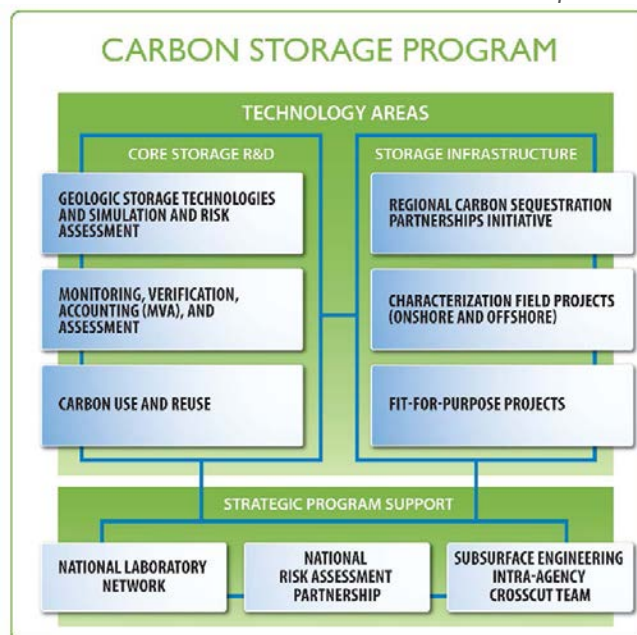 CARBON STORAGE PROGRAM
TECHNOLOGY AREAS
CORE STORAGE R&D
GEOLOGIC STORAGE TECHNOLOGIES
AND SIMULATION AND RISK
ASSESSMENT
MONITORING, VERIFICATION,
ACCOUNTING (MVA), AND
ASSESSMENT
CARBON USE AND REUSE
STORAGE INFRASTRUCTURE
REGIONAL CARBON SEQUESTRATION
PARTNERSHIPS INITIATIVE
CHARACTERIZATION FIELD PROJECTS
(ONSHORE AND OFFSHORE)
FIT-FOR-PURPOSE PROJECTS
STRATEGIC PROGRAM SUPPORT
NATIONAL LABORATORY
NETWORK
NATIONAL
RISK ASSESSMENT
PARTNERSHIP
SUBSURFACE ENGINEERING
INTRA-AGENCY
CROSSCUT TEAM